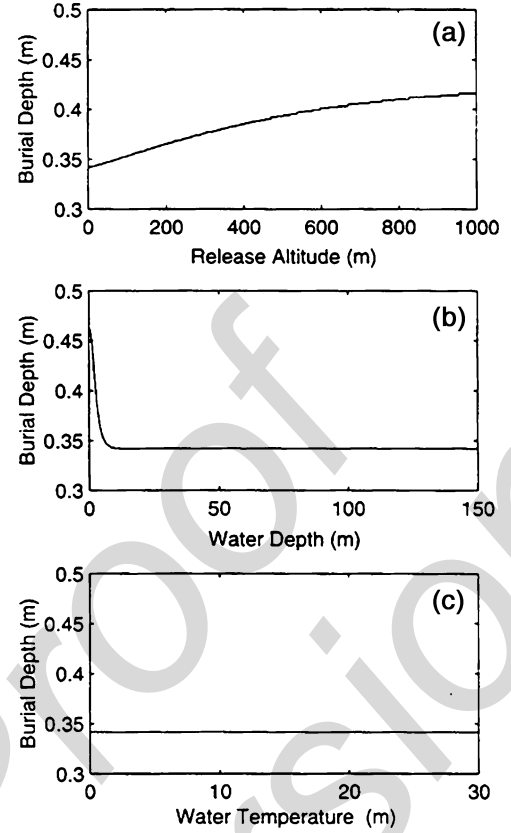 (a)
Burial Depth (m)
0.5
0.45
0.4
0.35
0.3
0 200 400 600 800 1000
Release Altitude (m)
(b)
Burial Depth (m)
0.5
0.45
0.4
0.35
0.3
0 50 100 150
Water Depth (m)
(c)
Burial Depth (m)
0.5
0.45
0.4
0.35
0.3
0 10 20 30
Water Temperature (m)